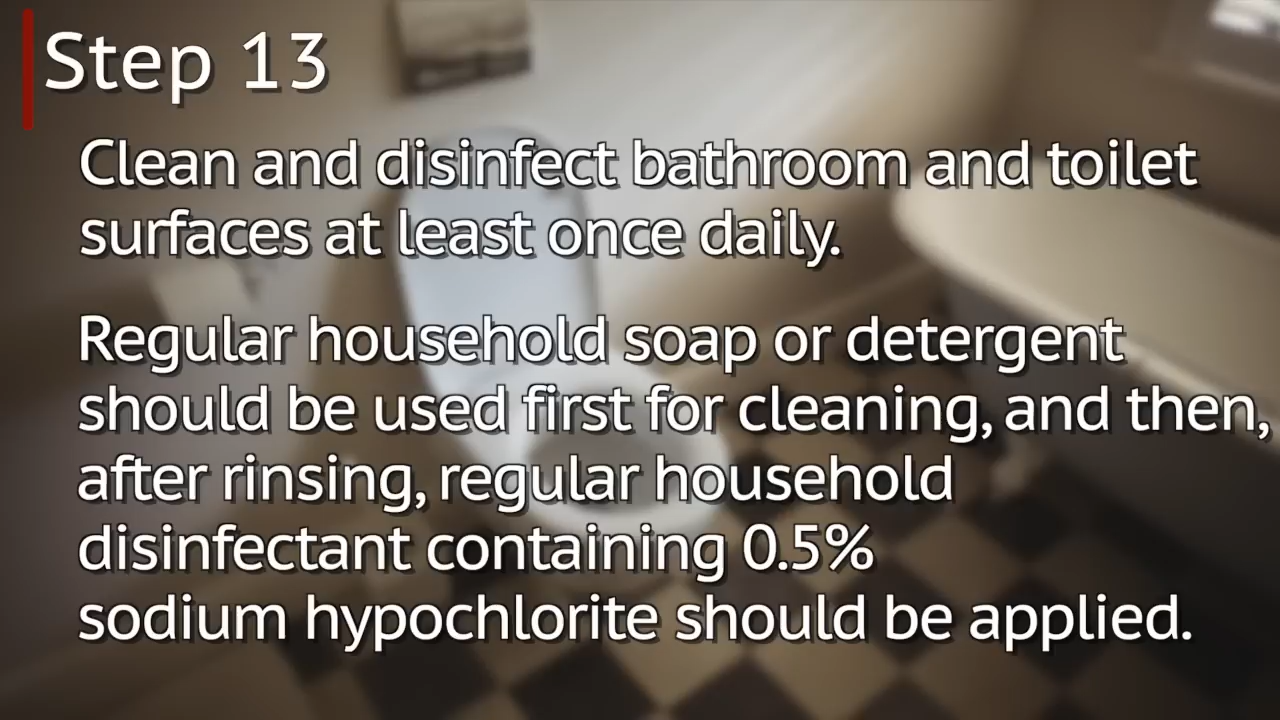 Step 13
Clean and disinfect bathroom and toilet
surfaces at least once daily.
Regular household soap or detergent
should be used first for cleaning, and then,
after rinsing, regular household
disinfectant containing 0.5%
sodium hypochlorite should be applied.